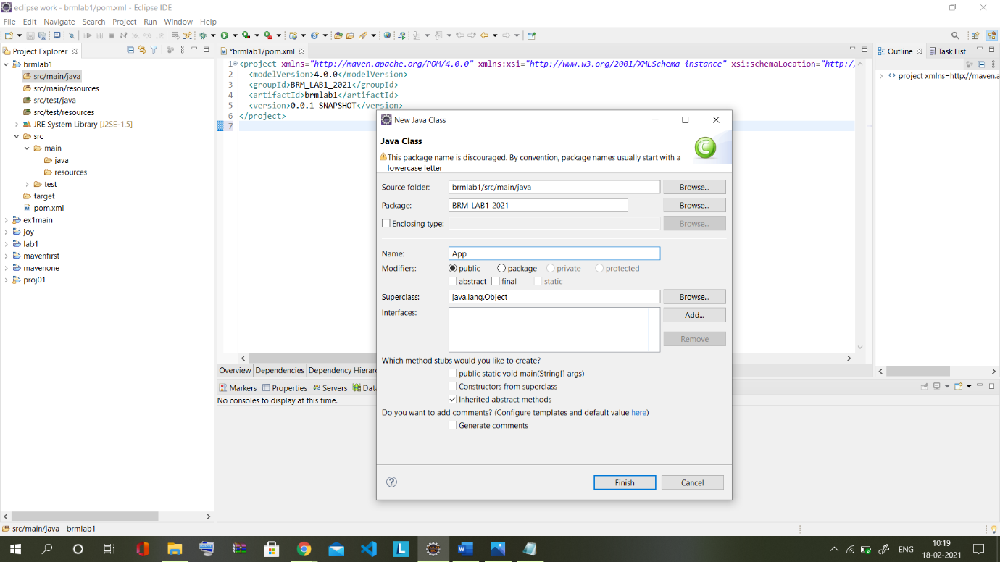 eclipse work - brmlab1/pom.xml - Eclipse IDE
File Edit Navigate Search Project Run Window Help
Project Explorer
brmlab1
src/main/java
src/main/resources
src/test/java
src/test/resources
JRE System Library [J2SE-1.5]
src
main
java
resources
test
target
pom.xml
ex1main
joy
lab1
mavenfirst
mavenone
proj01
*brmlab1/pom.xml
1 <project xmlns="http://maven.apache.org/POM/4.0.0" xmlns:xsi="http://www.w3.org/2001/XMLSchema-instance" xsi:schemaLocation="http:/
2 <modelVersion>4.0.0</modelVersion>
3 <groupId>BRM_LAB1_2021</groupId>
4 <artifactId>brmlab1</artifactId>
5 <version>0.0.1-SNAPSHOT</version>
6 </project>
7
Outline Task List
project xmlns=http://maven.a
New Java Class
Java Class
This package name is discouraged. By convention, package names usually start with a
lowercase letter
Source folder: brmlab1/src/main/java Browse...
Package: BRM_LAB1_2021 Browse...
Enclosing type: Browse...
Name: App
Modifiers: public package private protected
abstract final static
Superclass: java.lang.Object Browse...
Interfaces: Add...
Remove
Which method stubs would you like to create?
public static void main(String[] args)
Constructors from superclass
Inherited abstract methods
Do you want to add comments? (Configure templates and default value here)
Generate comments
Finish Cancel
Overview Dependencies Dependency Hierarc
Markers Properties Servers Data
No consoles to display at this time.
src/main/java - brmlab1
ENG
10:19
18-02-2021